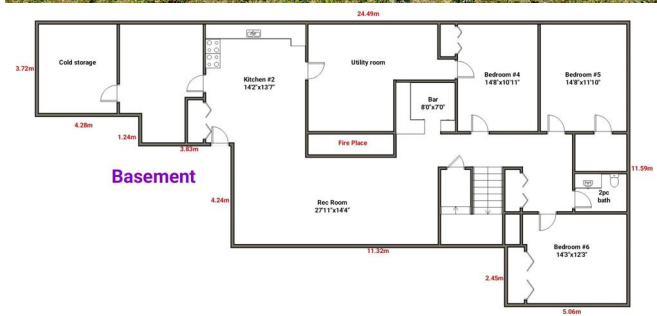 24.49m
3.72m
Cold storage
Kitchen #2
14'2"x13'7"
Utility room
Bedroom #4
14'8"x10'11"
Bedroom #5
14'8"x11'10"
Bar
8'0"x7'0"
4.28m
1.24m
3.83m
Fire Place
Basement
11.59m
4.24m
Rec Room
27'11"x14'4"
2pc
bath
11.32m
Bedroom #6
14'3"x12'3"
2.45m
5.06m